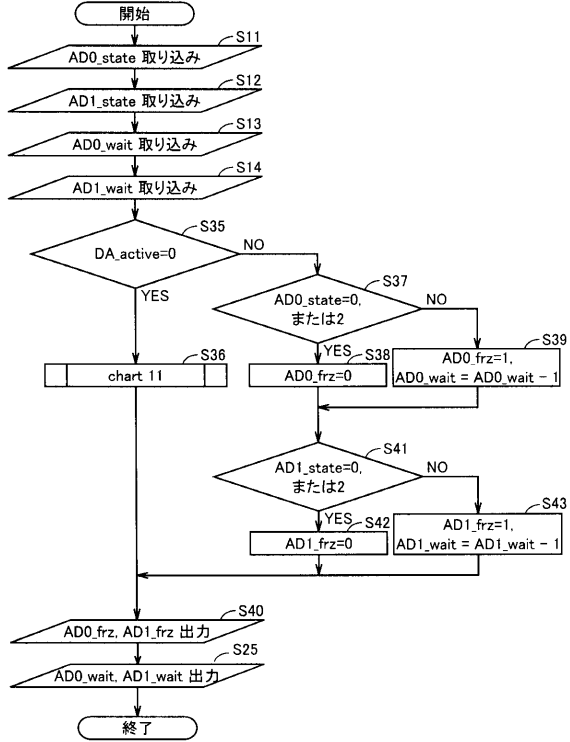 開始
S11
AD0_state 取り込み
S12
AD1_state 取り込み
S13
AD0_wait 取り込み
S14
AD1_wait 取り込み
S35
DA_active=0
NO
YES
S37
AD0_state=0,
または2
NO
YES
S36
chart 11
S38
AD0_frz=0
S39
AD0_frz=1,
AD0_wait = AD0_wait − 1
S41
AD1_state=0,
または2
NO
YES
S42
AD1_frz=0
S43
AD1_frz=1,
AD1_wait = AD1_wait − 1
S40
AD0_frz, AD1_frz 出力
S25
AD0_wait, AD1_wait 出力
終了